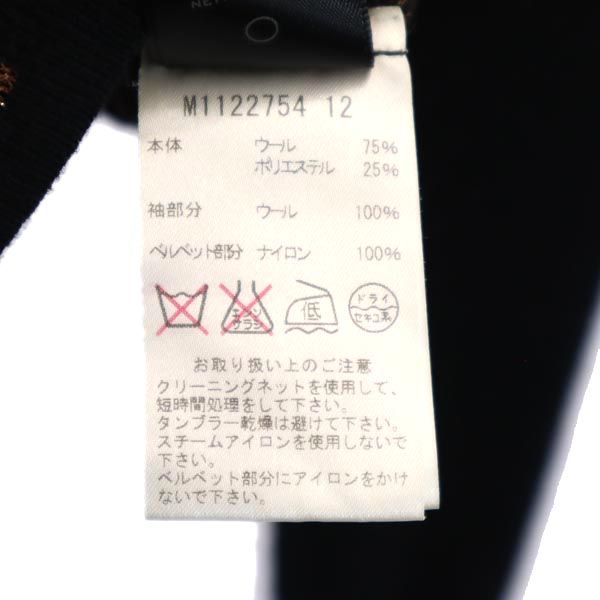 M1122754 12
本体 ウール 75%
ポリエステル 25%
袖部分 ウール 100%
ベルベット部分 ナイロン 100%
エンソ サラシ 低 ドライ セキユ系
お取り扱い上のご注意
クリーニングネットを使用して、
短時間処理をして下さい。
タンブラー乾燥は避けて下さい。
スチームアイロンを使用しないで
下さい。
ベルベット部分にアイロンをかけ
ないで下さい。